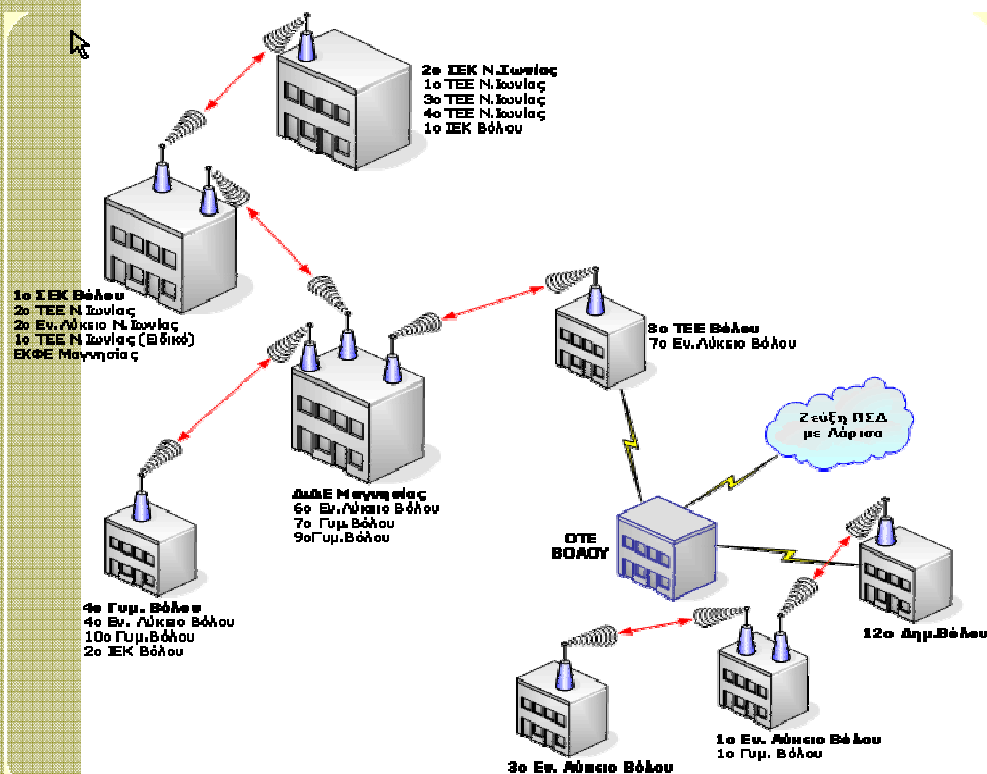 2ο ΣΕΚ Ν.Ιωνίας
1ο ΤΕΕ Ν.Ιωνίας
3ο ΤΕΕ Ν.Ιωνίας
4ο ΤΕΕ Ν.Ιωνίας
1ο ΙΕΚ Βόλου
1ο ΣΕΚ Βόλου
2ο ΤΕΕ Ν.Ιωνίας
2ο Εν.Λύκειο Ν.Ιωνίας
1ο ΤΕΕ Ν.Ιωνίας (Ειδικό)
ΕΚΦΕ Μαγνησίας
3ο ΤΕΕ Βόλου
7ο Εν.Λύκειο Βόλου
Ζεύξη ΠΣΔ
με Λάρισα
ΔΔΕ Μαγνησίας
6ο Εν.Λύκειο Βόλου
7ο Γυμ.Βόλου
9οΓυμ.Βόλου
ΟΤΕ
ΒΟΛΟΥ
4ο Γυμ. Βόλου
4ο Εν. Λύκειο Βόλου
10ο Γυμ.Βόλου
2ο ΙΕΚ Βόλου
12ο Δημ.Βόλου
1ο Εν. Λύκειο Βόλου
1ο Γυμ. Βόλου
3ο Εν. Λύκειο Βόλου